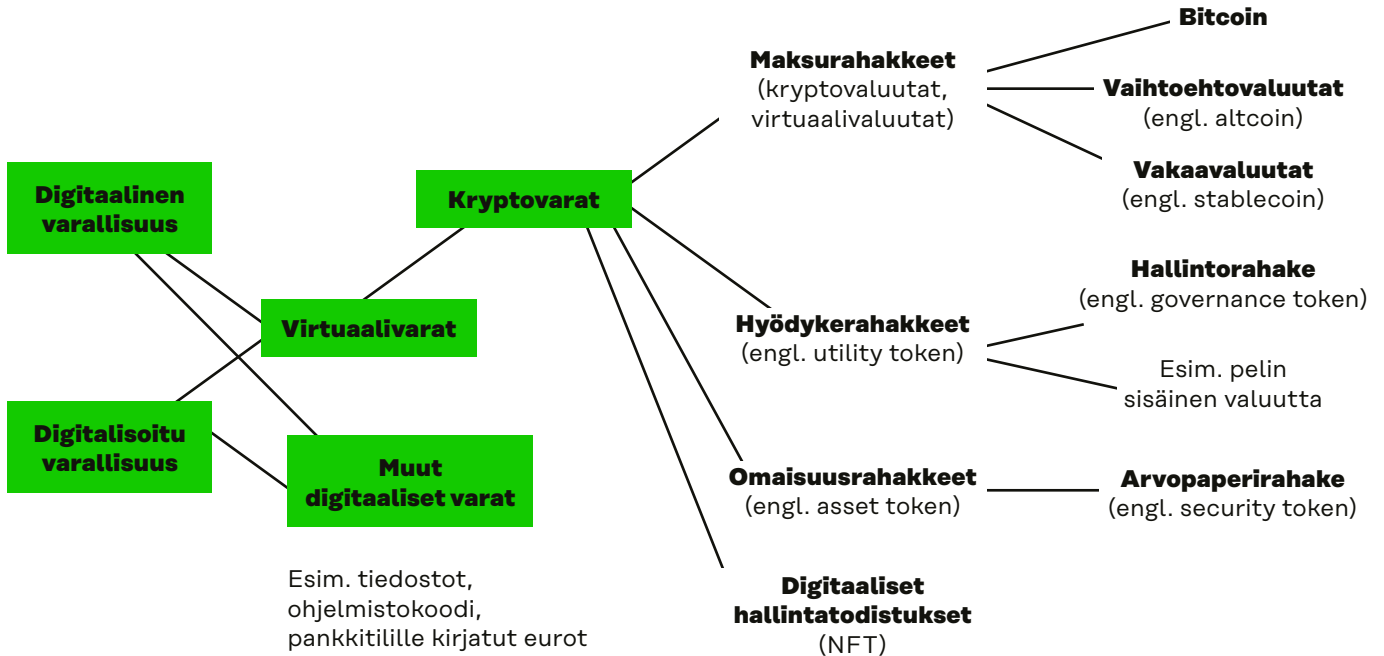 Digitaalinen
varallisuus
Digitalisoitu
varallisuus
Virtuaalivarat
Muut
digitaaliset varat
Esim. tiedostot,
ohjelmistokoodi,
pankkitilille kirjatut eurot
Kryptovarat
Maksurahakkeet
(kryptovaluutat,
virtuaalivaluutat)
Bitcoin
Vaihtoehtovaluutat
(engl. altcoin)
Vakaavaluutat
(engl. stablecoin)
Hyödykerahakkeet
(engl. utility token)
Hallintorahake
(engl. governance token)
Esim. pelin
sisäinen valuutta
Omaisuusrahakkeet
(engl. asset token)
Arvopaperirahake
(engl. security token)
Digitaaliset
hallintatodistukset
(NFT)